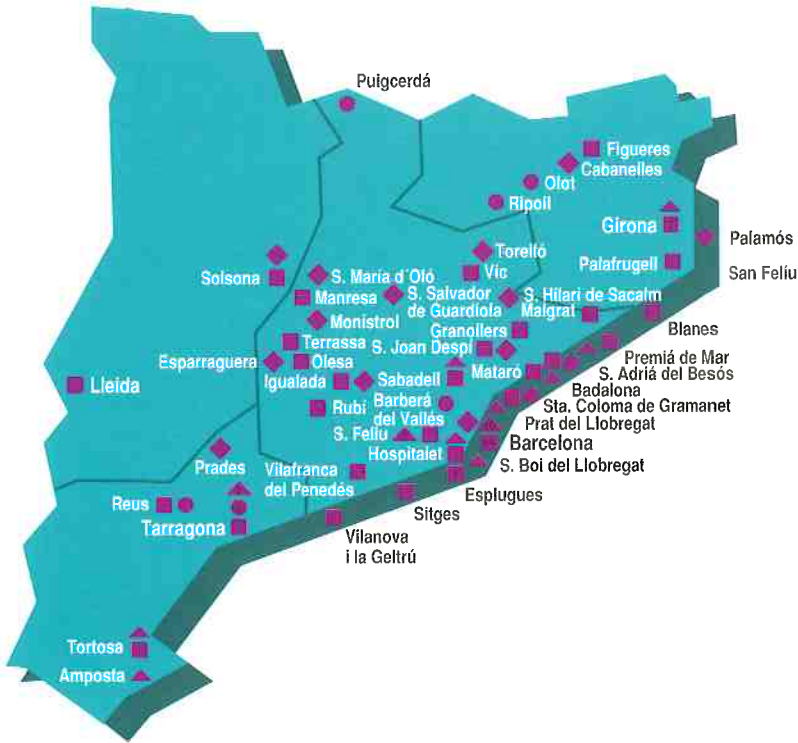 Puigcerdá
Figueres
Cabanelles
Olot
Ripoll
Girona
Palamós
Torelló
Palafrugell
San Felíu
Solsona
S. María d´Oló
Vic
Manresa
S. Salvador
de Guardiola
S. Hilari de Sacalm
Malgrat
Blanes
Monistrol
Granollers
Terrassa
S. Joan Despí
Premiá de Mar
Esparraguera
Olesa
Mataró
S. Adriá del Besós
Lleida
Igualada
Sabadell
Badalona
Rubí
Barberá
del Vallés
Sta. Coloma de Gramanet
Prat del Llobregat
S. Feliu
Barcelona
Hospitalet
Prades
Vilafranca
del Penedés
S. Boi del Llobregat
Esplugues
Reus
Sitges
Tarragona
Vilanova
i la Geltrú
Tortosa
Amposta